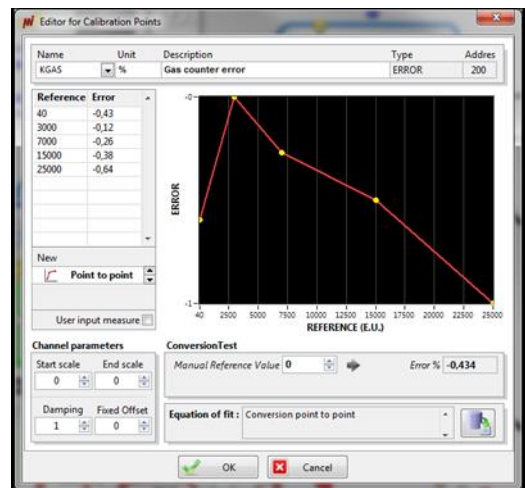 Editor for Calibration Points
Name Unit Description Type Addres
KGAS % Gas counter error ERROR 200
Reference Error
40 -0,43
3000 -0,12
7000 -0,26
15000 -0,38
25000 -0,64
New
Point to point
User input measure
-0
ERROR
-1
40 2500 5000 7500 10000 12500 15000 17500 20000 22500 25000
REFERENCE (E.U.)
Channel parameters
Start scale End scale
0 0
Damping Fixed Offset
1 0
ConversionTest
Manual Reference Value 0 Error % -0,434
Equation of fit : Conversion point to point
OK Cancel